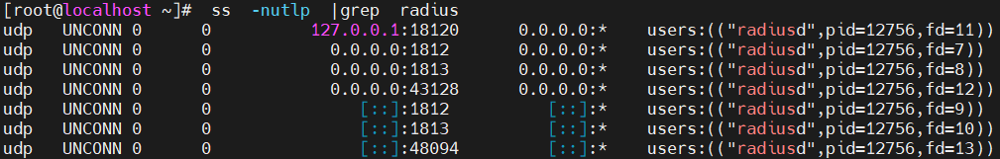 [root@localhost ~]#  ss  -nutlp  |grep  radius
udp   UNCONN 0      0          127.0.0.1:18120      0.0.0.0:*    users:(("radiusd",pid=12756,fd=11))
udp   UNCONN 0      0            0.0.0.0:1812       0.0.0.0:*    users:(("radiusd",pid=12756,fd=7))
udp   UNCONN 0      0            0.0.0.0:1813       0.0.0.0:*    users:(("radiusd",pid=12756,fd=8))
udp   UNCONN 0      0            0.0.0.0:43128      0.0.0.0:*    users:(("radiusd",pid=12756,fd=12))
udp   UNCONN 0      0               [::]:1812          [::]:*    users:(("radiusd",pid=12756,fd=9))
udp   UNCONN 0      0               [::]:1813          [::]:*    users:(("radiusd",pid=12756,fd=10))
udp   UNCONN 0      0               [::]:48094         [::]:*    users:(("radiusd",pid=12756,fd=13))